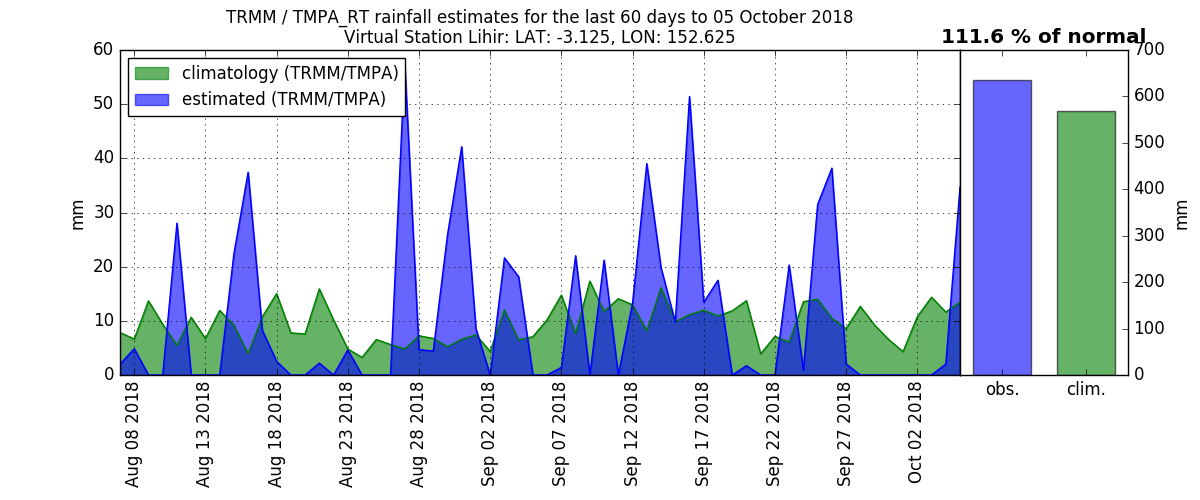 TRMM / TMPA_RT rainfall estimates for the last 60 days to 05 October 2018
Virtual Station Lihir: LAT: -3.125, LON: 152.625
111.6 % of normal
climatology (TRMM/TMPA)
estimated (TRMM/TMPA)
60
50
40
30
20
10
0
mm
Aug 08 2018
Aug 13 2018
Aug 18 2018
Aug 23 2018
Aug 28 2018
Sep 02 2018
Sep 07 2018
Sep 12 2018
Sep 17 2018
Sep 22 2018
Sep 27 2018
Oct 02 2018
obs.
clim.
700
600
500
400
300
200
100
0
mm